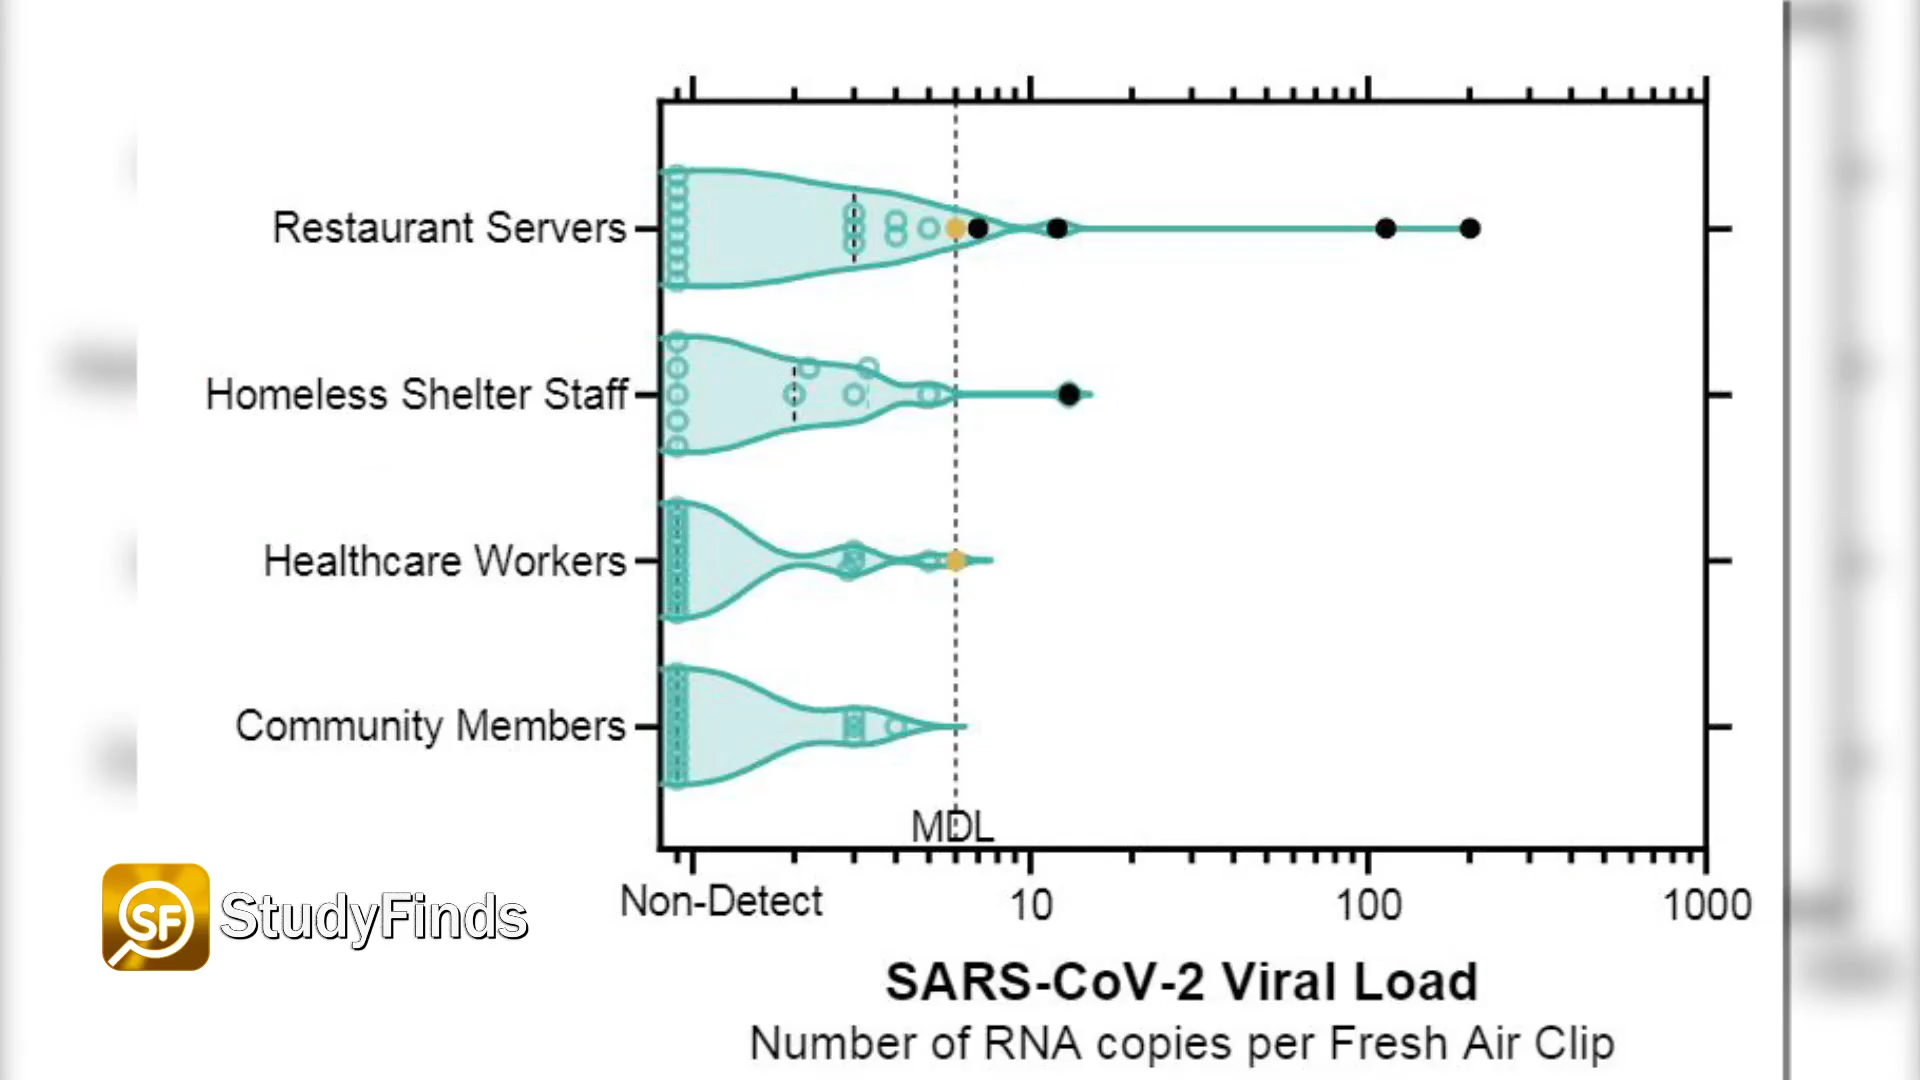 Restaurant Servers
Homeless Shelter Staff
Healthcare Workers
Community Members
MDL
Non-Detect 10 100 1000
SF StudyFinds
SARS-CoV-2 Viral Load
Number of RNA copies per Fresh Air Clip